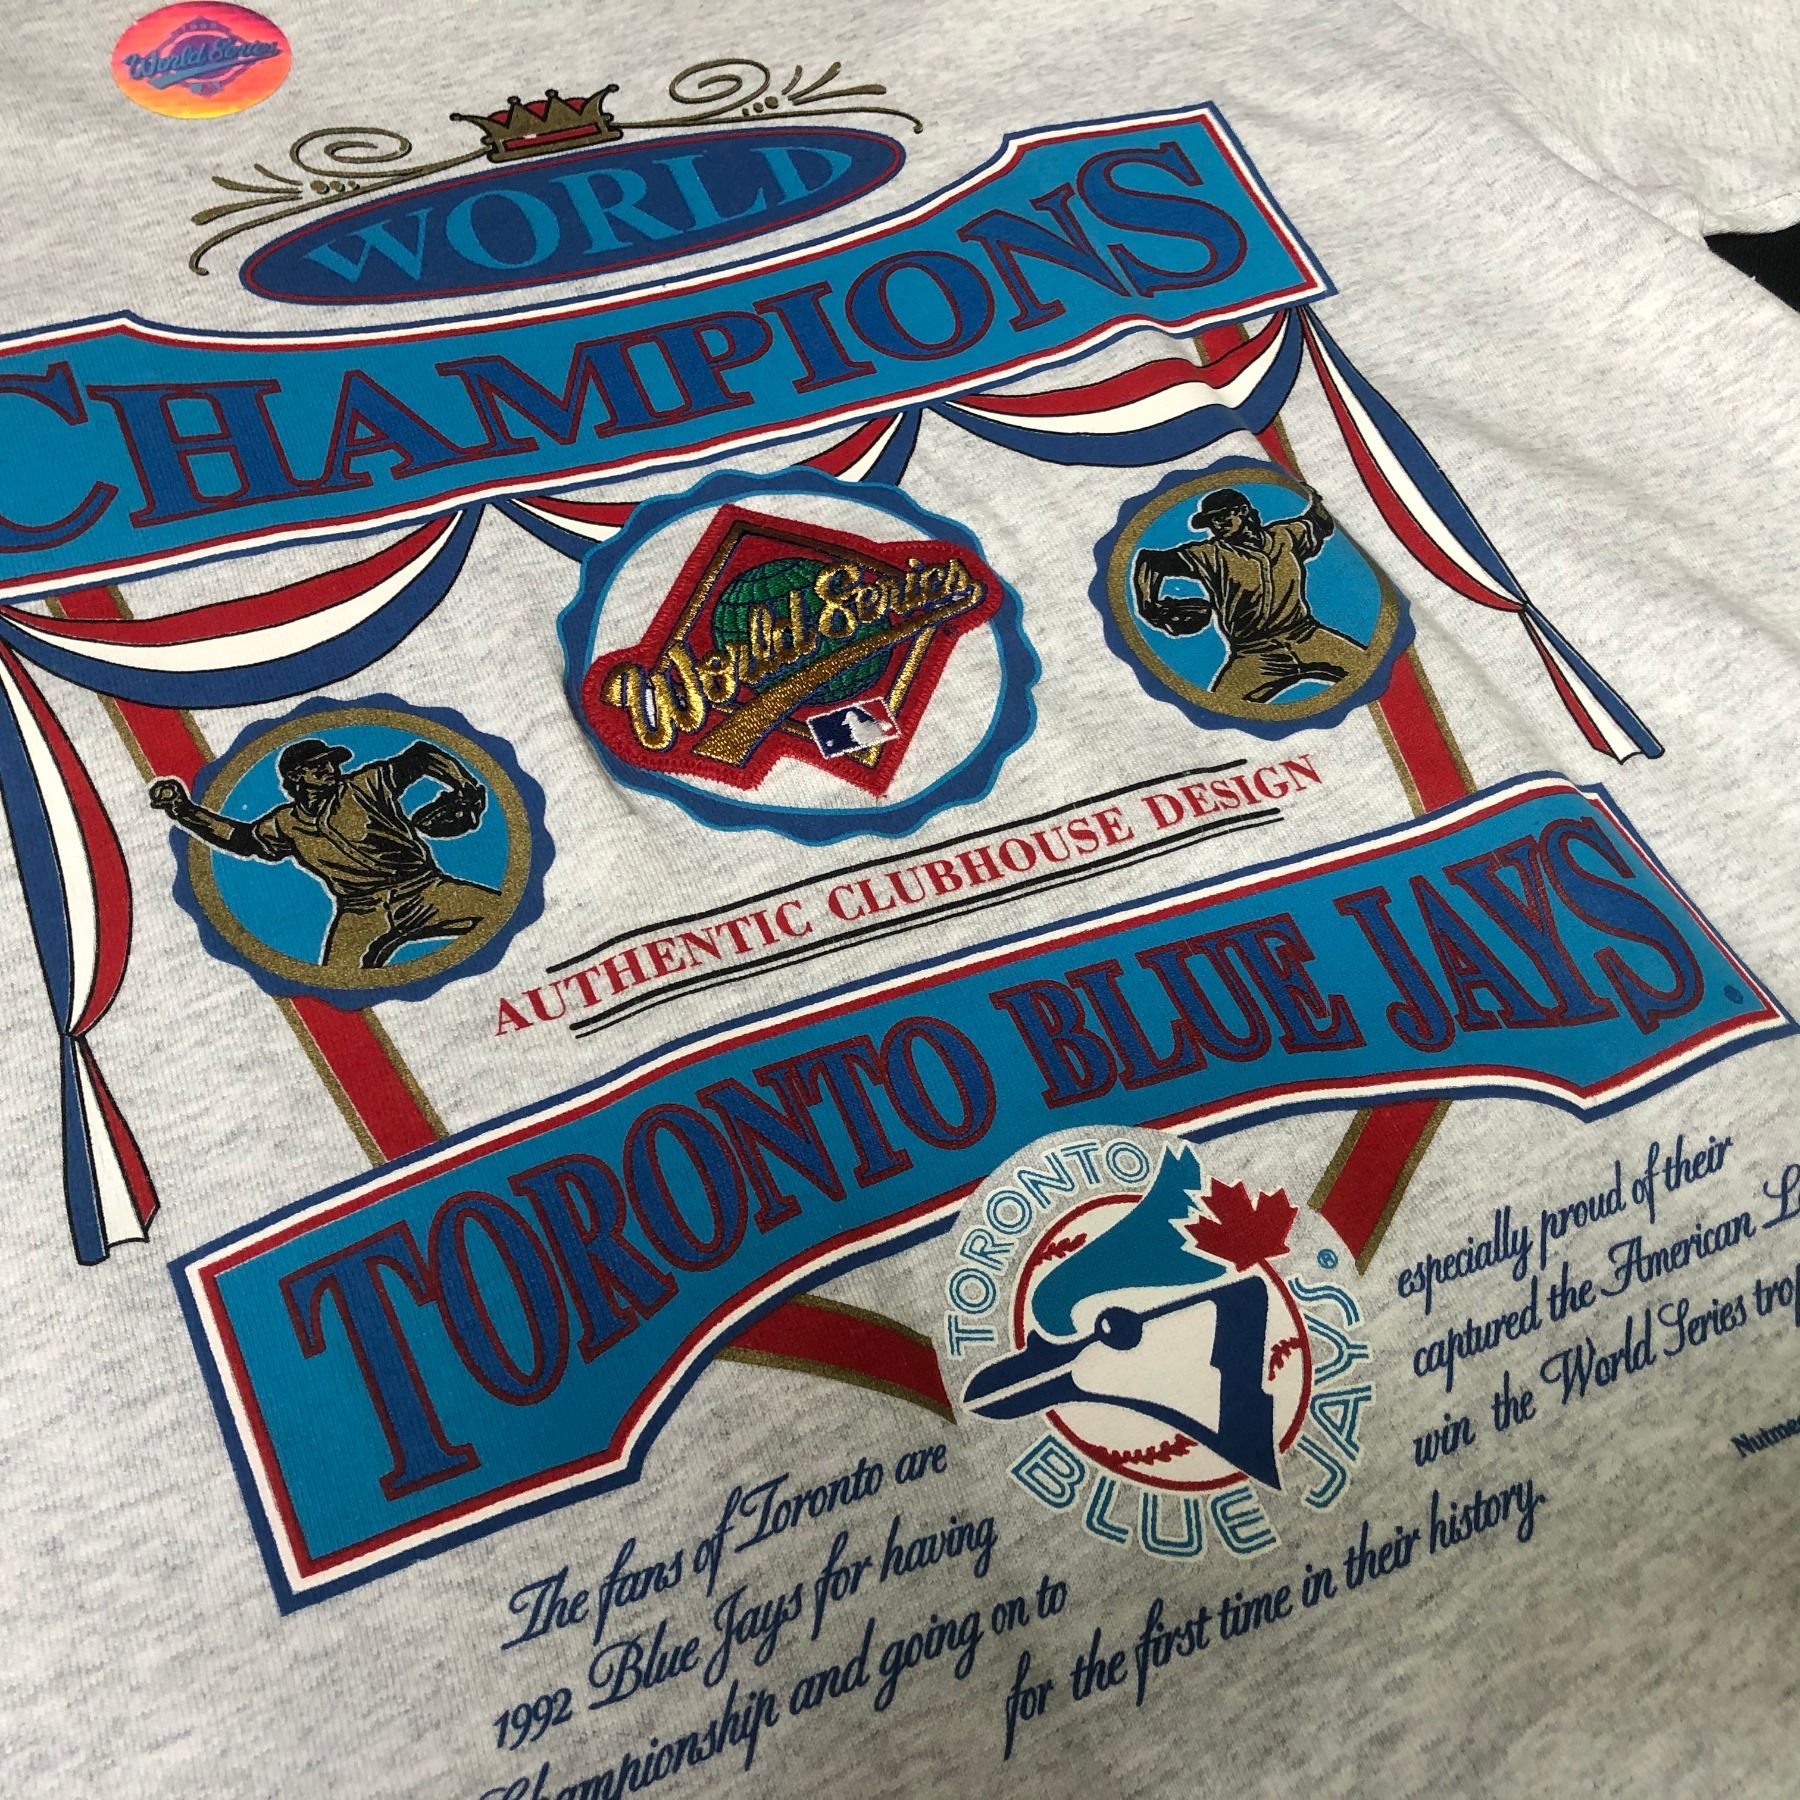 World Series
WORLD
CHAMPIONS
World Series
AUTHENTIC CLUBHOUSE DESIGN
TORONTO BLUE JAYS
TORONTO
BLUE JAYS®
The fans of Toronto are especially proud of their
1992 Blue Jays for having captured the American
Championship and going on to win the World Series
for the first time in their history.